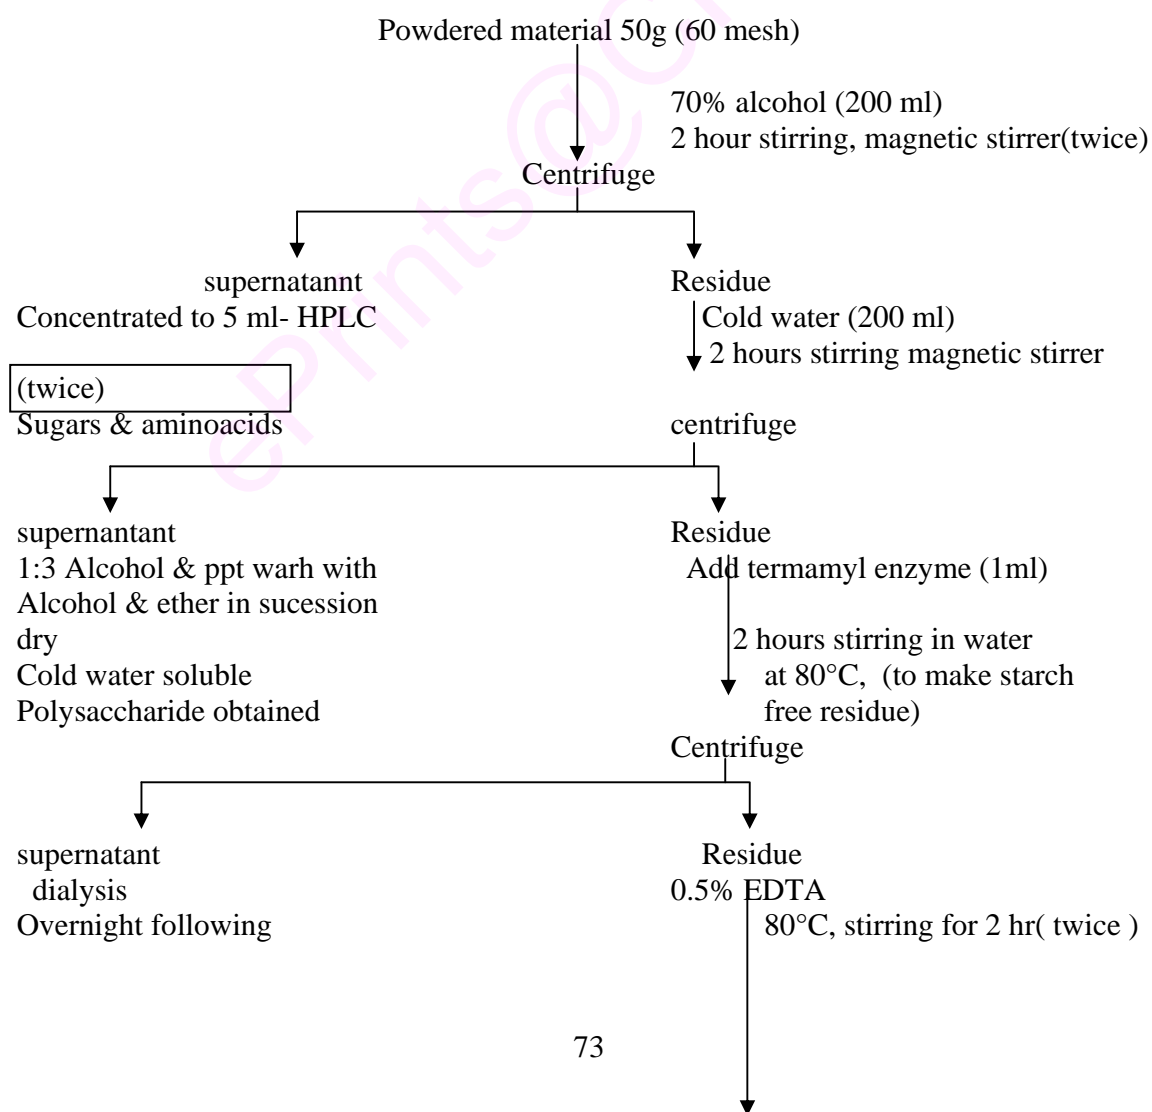 Powdered material 50g (60 mesh)
70% alcohol (200 ml)
2 hour stirring, magnetic stirrer(twice)
Centrifuge
supernatannt
Concentrated to 5 ml- HPLC
(twice)
Sugars & aminoacids
Residue
Cold water (200 ml)
2 hours stirring magnetic stirrer
centrifuge
supernantant
1:3 Alcohol & ppt warh with
Alcohol & ether in sucession
dry
Cold water soluble
Polysaccharide obtained
Residue
Add termamyl enzyme (1ml)
2 hours stirring in water
at 80°C, (to make starch
free residue)
Centrifuge
supernatant
dialysis
Overnight following
Residue
0.5% EDTA
80°C, stirring for 2 hr( twice )
73
ePrints@C